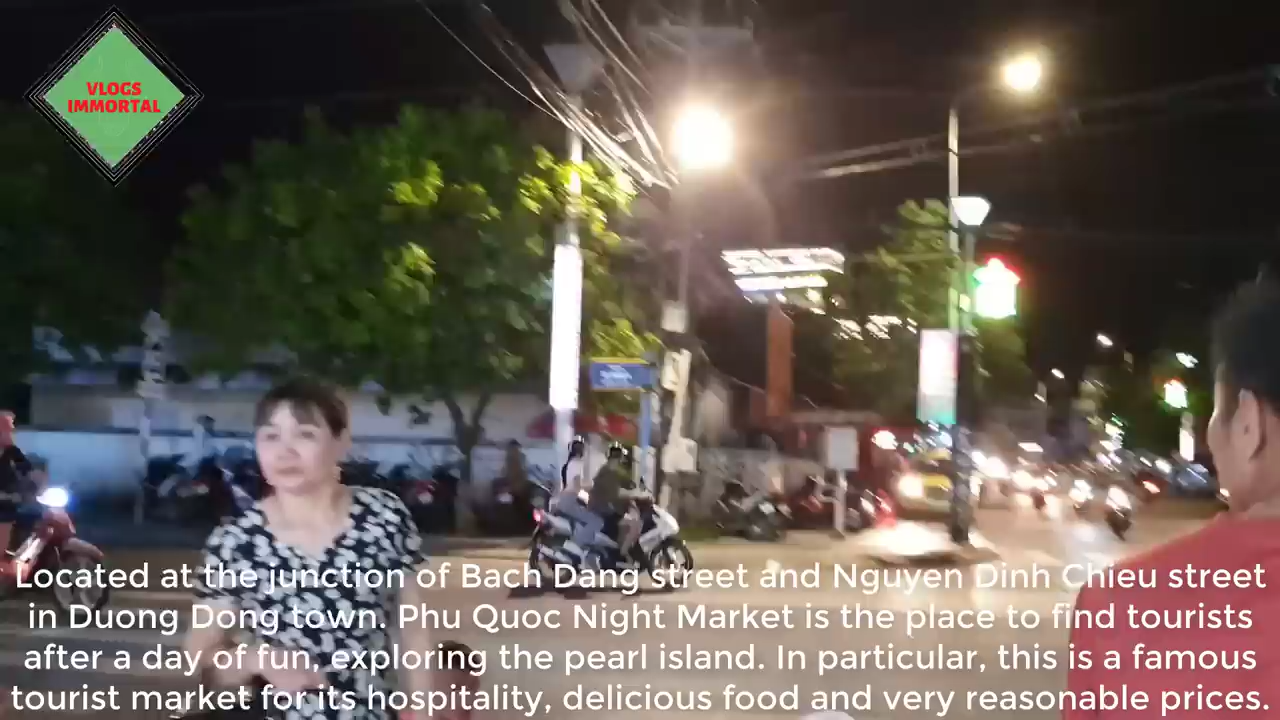 VLOGS
IMMORTAL
Located at the junction of Bach Dang street and Nguyen Dinh Chieu street
in Duong Dong town. Phu Quoc Night Market is the place to find tourists
after a day of fun, exploring the pearl island. In particular, this is a famous
tourist market for its hospitality, delicious food and very reasonable prices.